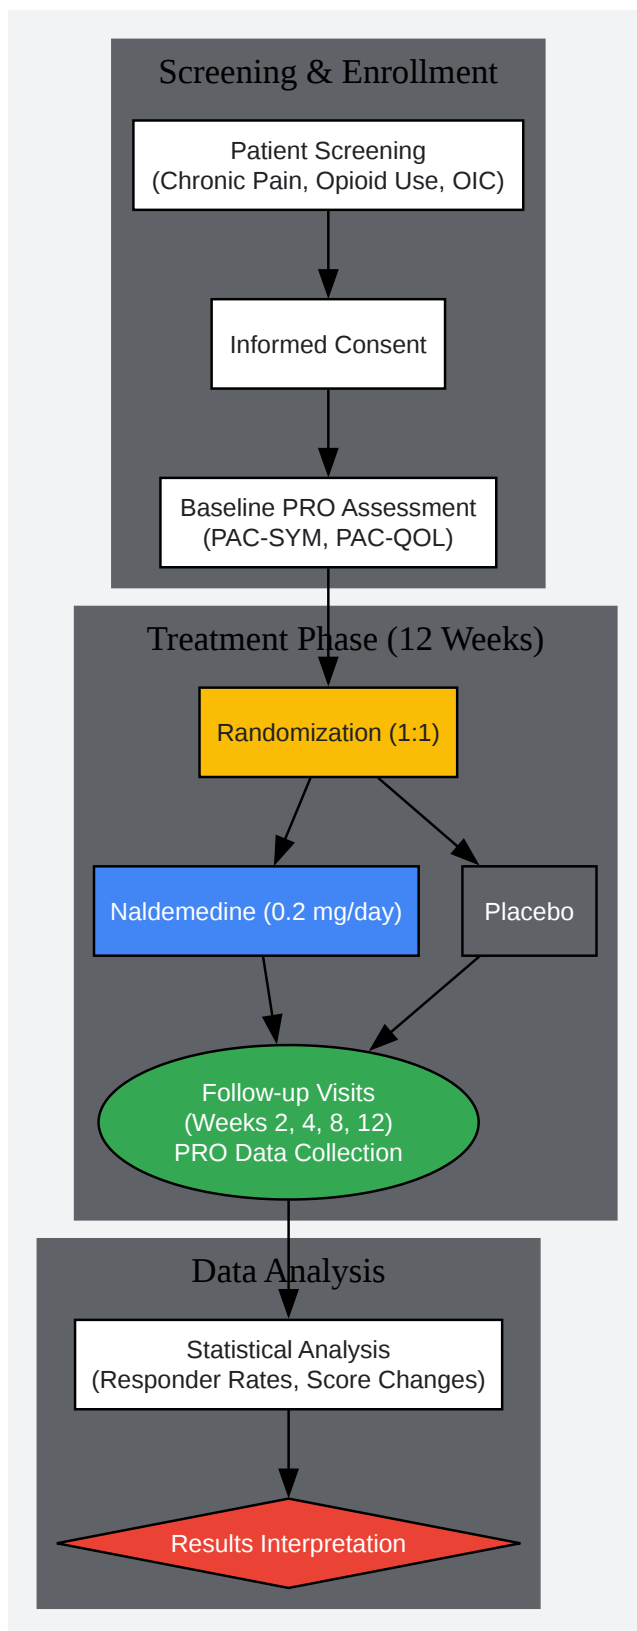 Screening & Enrollment
Patient Screening
(Chronic Pain, Opioid Use, OIC)
Informed Consent
Baseline PRO Assessment
(PAC-SYM, PAC-QOL)
Treatment Phase (12 Weeks)
Randomization (1:1)
Naldemedine (0.2 mg/day)
Placebo
Follow-up Visits
(Weeks 2, 4, 8, 12)
PRO Data Collection
Data Analysis
Statistical Analysis
(Responder Rates, Score Changes)
Results Interpretation